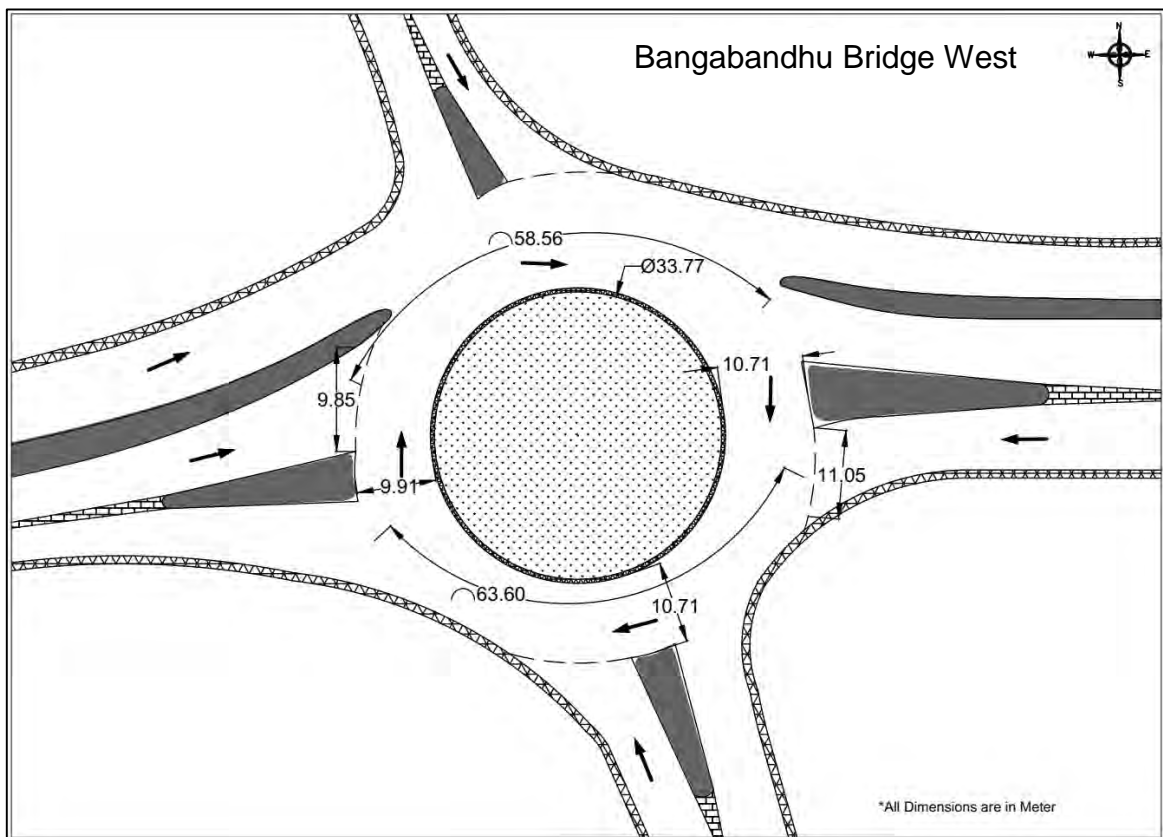 Bangabandhu Bridge West
N
W E
S
58.56
Ø33.77
10.71
9.85
11.05
9.91
63.60
10.71
*All Dimensions are in Meter